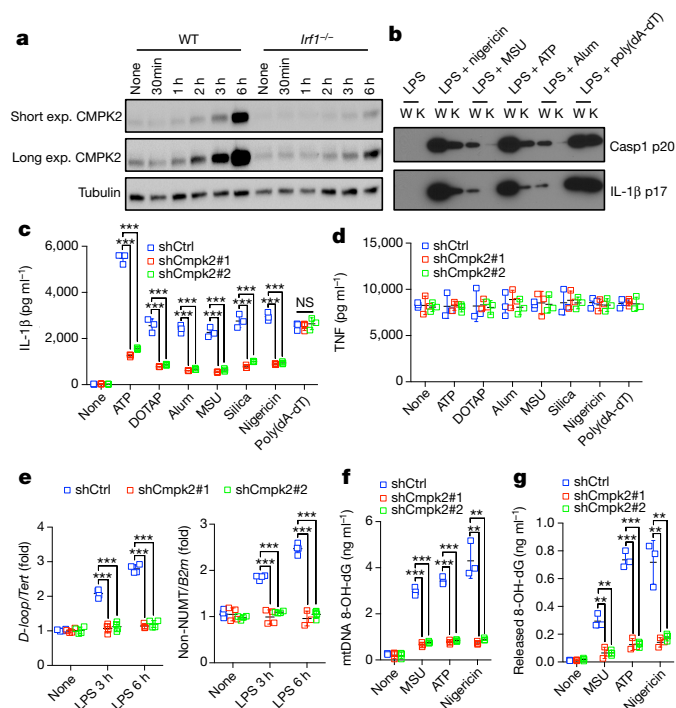 a
WT
Irf1–/–
None
30min
1 h
2 h
3 h
6 h
None
30min
1 h
2 h
3 h
6 h
Short exp. CMPK2
Long exp. CMPK2
Tubulin
b
LPS
LPS + nigericin
LPS + MSU
LPS + ATP
LPS + Alum
LPS + poly(dA-dT)
W K W K W K W K W K W K
Casp1 p20
IL-1β p17
c
shCtrl
shCmpk2#1
shCmpk2#2
IL-1β (pg ml–1)
6,000
4,000
2,000
0
***
***
***
***
***
***
***
***
***
***
***
***
NS
None
ATP
DOTAP
Alum
MSU
Silica
Nigericin
Poly(dA-dT)
d
shCtrl
shCmpk2#1
shCmpk2#2
TNF (pg ml–1)
15,000
10,000
5,000
0
None
ATP
DOTAP
Alum
MSU
Silica
Nigericin
Poly(dA-dT)
e
shCtrl shCmpk2#1 shCmpk2#2
D-loop/Tert (fold)
4
3
2
1
0
***
***
***
***
None
LPS 3 h
LPS 6 h
Non-NUMT/B2m (fold)
3
2
1
0
***
***
***
***
None
LPS 3 h
LPS 6 h
f
shCtrl
shCmpk2#1
shCmpk2#2
mtDNA 8-OH-dG (ng ml–1)
6
4
2
0
***
***
***
***
**
**
None
MSU
ATP
Nigericin
g
shCtrl
shCmpk2#1
shCmpk2#2
Released 8-OH-dG (ng ml–1)
1.0
0.8
0.6
0.4
0.2
0.0
**
**
***
***
**
**
None
MSU
ATP
Nigericin